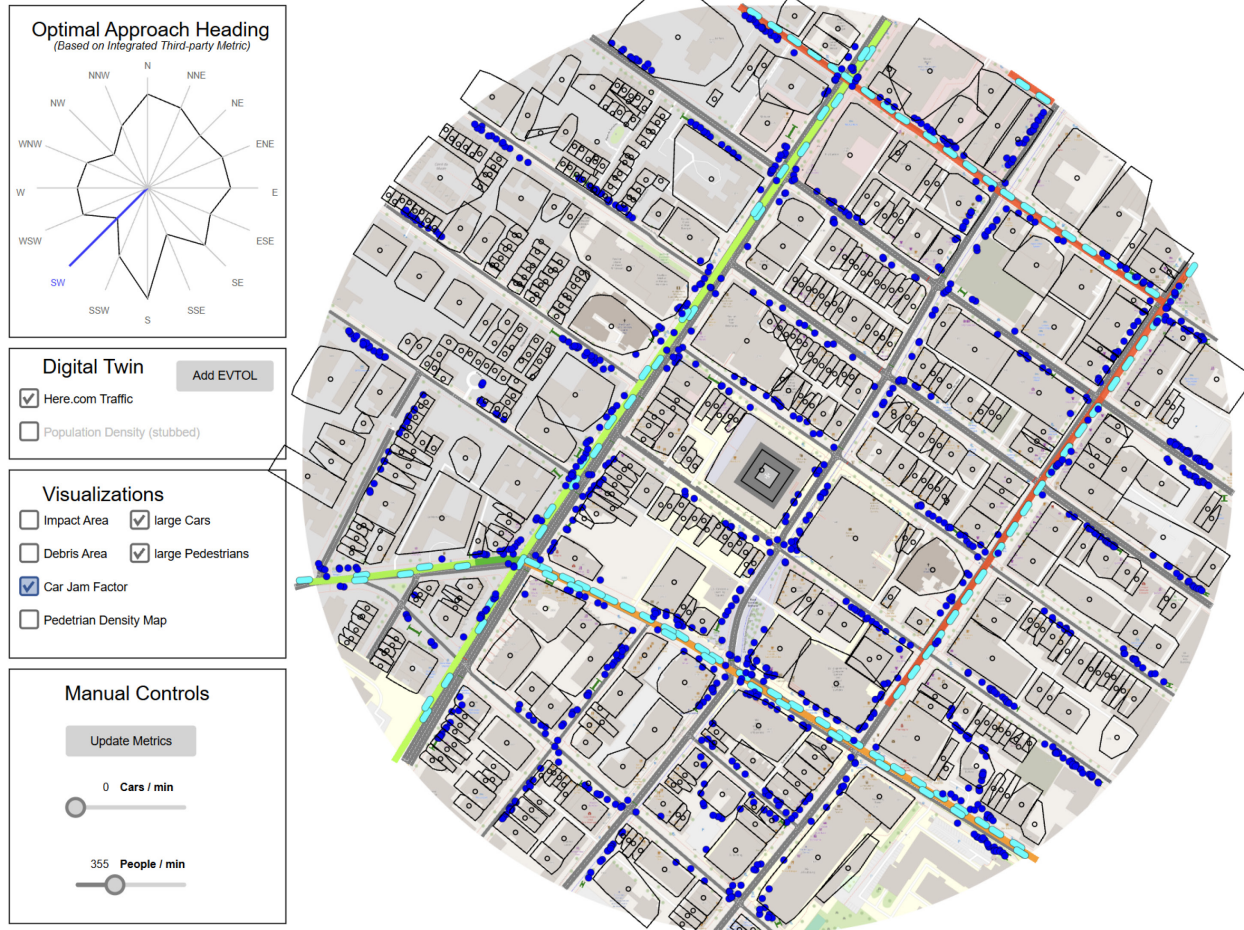 Optimal Approach Heading
(Based on Integrated Third-party Metric)
N
NNW
NNE
NW
NE
WNW
ENE
W
E
WSW
ESE
SW
SE
SSW
SSE
S
Digital Twin
Add EVTOL
Here.com Traffic
Population Density (stubbed)
Visualizations
Impact Area
large Cars
Debris Area
large Pedestrians
Car Jam Factor
Pedetrian Density Map
Manual Controls
Update Metrics
0 Cars / min
355 People / min